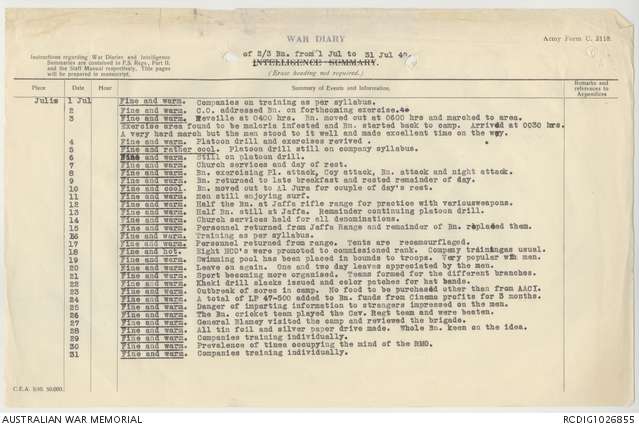 WAR DIARY
Army Form C. 2118.
of 2/3 Bn. from 1 Jul to 31 Jul 40.
INTELLIGENCE SUMMARY.
(Erase heading not required.)
Instructions regarding War Diaries and Intelligence
Summaries are contained in F.S. Regs., Part II.
and the Staff Manual respectively. Title pages
will be prepared in manuscript.
Place Date Hour Summary of Events and Information. Remarks and references to Appendices
Julis 1 Jul Fine and warm. Companies on training as per syllabus.
2 Fine and warm. C.O. addressed Bn. on forthcoming exercise.
3 Fine and warm. Reveille at 0400 hrs. Bn. moved out at 0600 hrs and marched to area.
Exercise area found to be maloria infested and Bn. started back to camp. Arrived at 0030 hrs.
A very hard march but the men stood to it well and made excellent time on the way.
4 Fine and warm. Platoon drill and exercises revived .
5 Fine and rather cool. Platoon drill still on company syllabus.
6 Fine and warm. Still on platoon drill.
7 Fine and warm. Church services and day of rest.
8 Fine and warm. Bn. exercising Pl. attack, Coy attack, Bn. attack and night attack.
9 Fine and warm. Bn. returned to late breakfast and rested remainder of day.
10 Fine and cool. Bn. moved out to Al Jura for couple of day's rest.
11 Fine and warm. Men still enjoying surf.
12 Fine and warm. Half the Bn. at Jaffa rifle range for practice with variousweapons.
13 Fine and warm. Half Bn. still at Jaffa. Remainder continuing platoon drill.
14 Fine and warm. Church services held for all denominations.
15 Fine and warm. Personnel returned from Jaffa Range and remainder of Bn. replaced them.
16 Fine and warm. Training as per syllabus.
17 Fine and warm. Personnel returned from range. Tents are recamouflaged.
18 Fine and hot. Eight NCO's were promoted to commissioned rank. Company trainingas usual.
19 Fine and warm. Swimming pool has been placed in bounds to troops. Very popular with men.
20 Fine and warm. Leave on again. One and two day leaves appreciated by the men.
21 Fine and warm. Sport becoming more organised. Teams formed for the different branches.
22 Fine and warm. Khaki drill slacks issued and color patches for hat bands.
23 Fine and warm. Outbreak of sores in camp. No food to be purchased other than from AACI.
24 Fine and warm. A total of LP 47-500 added to Bn. funds from Cinema profits for 3 months.
25 Fine and warm. Danger of imparting information to strangers impressed on the men.
26 Fine and warm. The Bn. cricket team played the Cav. Regt team and were beaten.
27 Fine and warm. General Blamey visited the camp and reviewed the brigade.
28 Fine and warm. All tin foil and silver paper drive made. Whole Bn. keen on the idea.
29 Fine and warm. Companies training individually.
30 Fine and warm. Prevalence of tinea occupying the mind of the RMO.
31 Fine and warm. Companies training individually.
AUSTRALIAN WAR MEMORIAL
RCDIG1026855